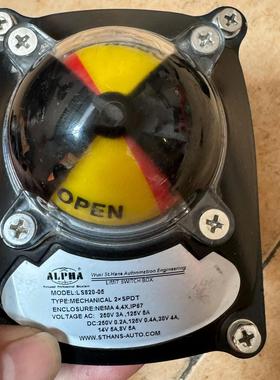 OPEN
ALPHA
Wuxi St.Hans Automation Engineering
LIMIT SWITCH BOX
MODEL:LS820-05
TYPE:MECHANICAL 2×SPDT
ENCLOSURE:NEMA 4,4X,IP67
VOLTAGE AC: 250V 3A,125V 5A
DC:250V 0.2A,125V 0.4A,30V 4A,
14V 5A,8V 5A
WWW.STHANS-AUTO.COM